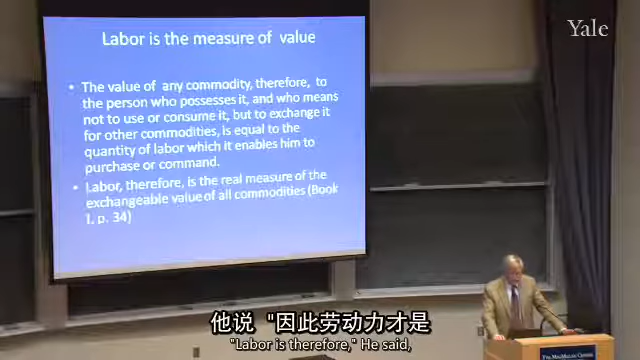 Yale
Labor is the measure of value
• The value of any commodity, therefore, to
the person who possesses it, and who means
not to use or consume it, but to exchange it
for other commodities, is equal to the
quantity of labor which it enables him to
purchase or command.
• Labor, therefore, is the real measure of the
exchangeable value of all commodities (Book
I, p. 34)
THE MACMILLAN CENTER
他说 "因此劳动力才是
"Labor is therefore," He said,